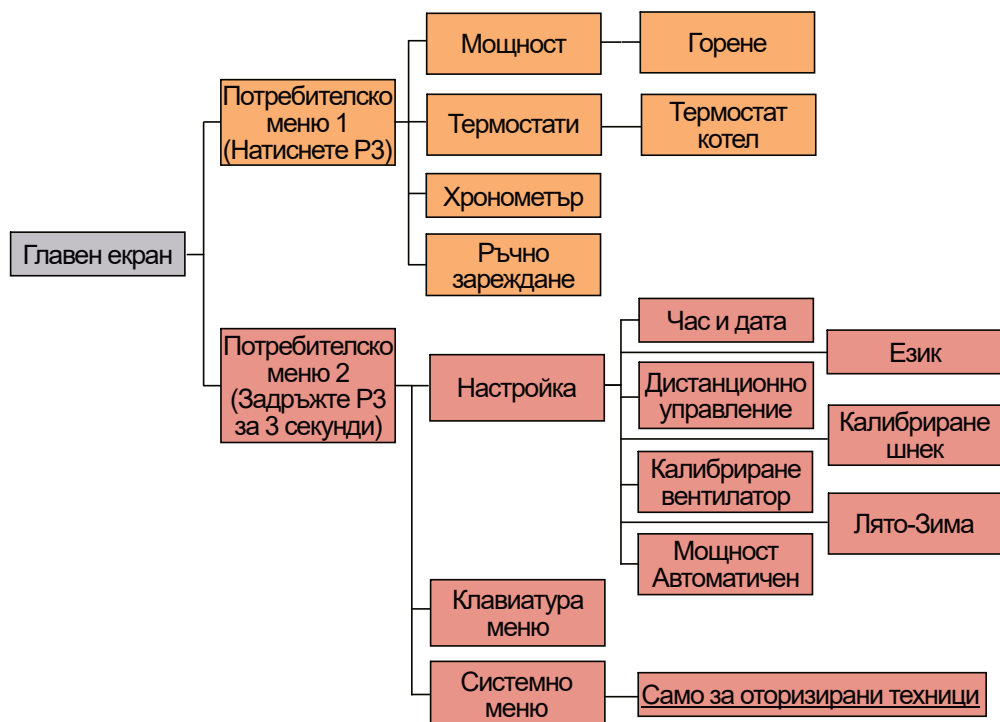 Главен екран
Потребителско
меню 1
(Натиснете P3)
Мощност
Горене
Термостати
Термостат
котел
Хронометър
Ръчно
зареждане
Потребителско
меню 2
(Задръжте P3
за 3 секунди)
Настройка
Час и дата
Език
Дистанционно
управление
Калибриране
шнек
Калибриране
вентилатор
Лято-Зима
Мощност
Автоматичен
Клавиатура
меню
Системно
меню
Само за оторизирани техници